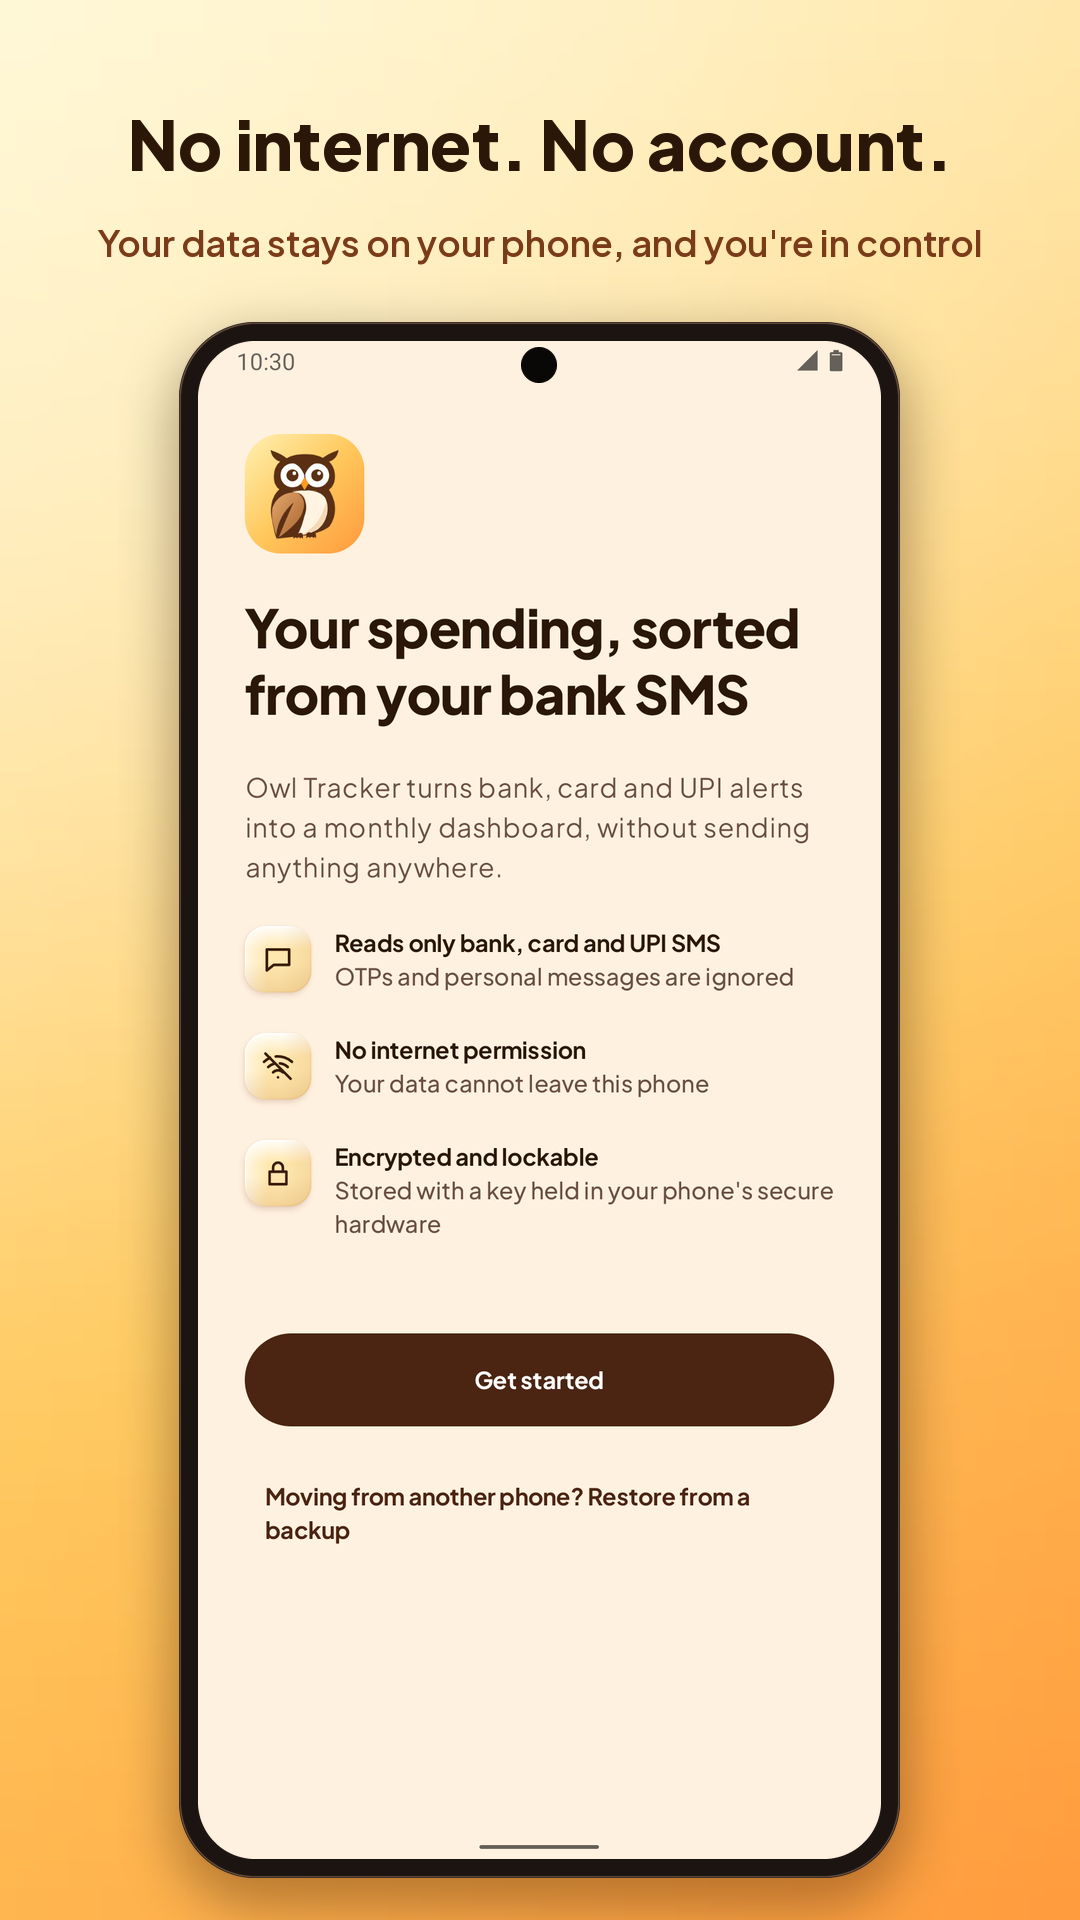 No internet. No account.
Your data stays on your phone, and you're in control
10:30
Your spending, sorted
from your bank SMS
Owl Tracker turns bank, card and UPI alerts
into a monthly dashboard, without sending
anything anywhere.
Reads only bank, card and UPI SMS
OTPs and personal messages are ignored
No internet permission
Your data cannot leave this phone
Encrypted and lockable
Stored with a key held in your phone's secure
hardware
Get started
Moving from another phone? Restore from a
backup